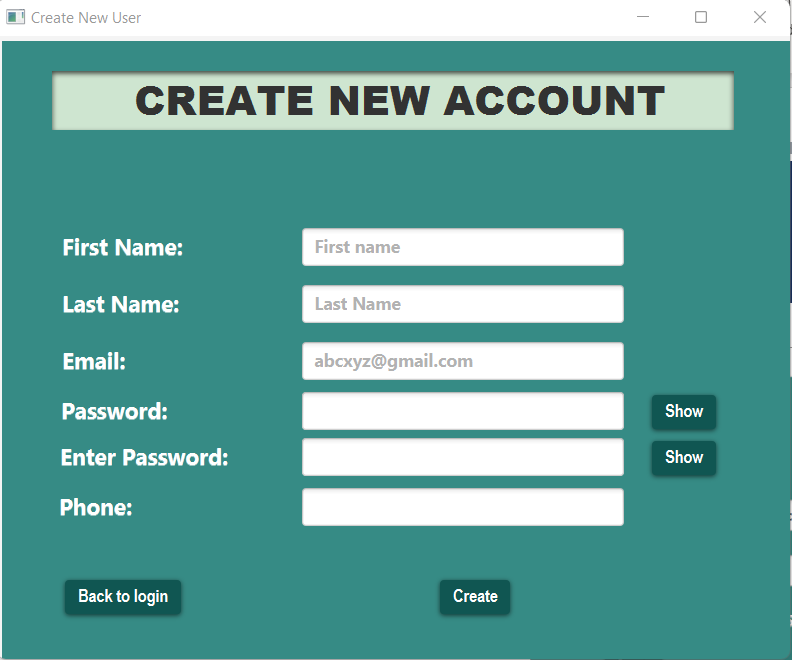 Create New User
CREATE NEW ACCOUNT
First Name: First name
Last Name: Last Name
Email: abcxyz@gmail.com
Password: Show
Enter Password: Show
Phone:
Back to login Create